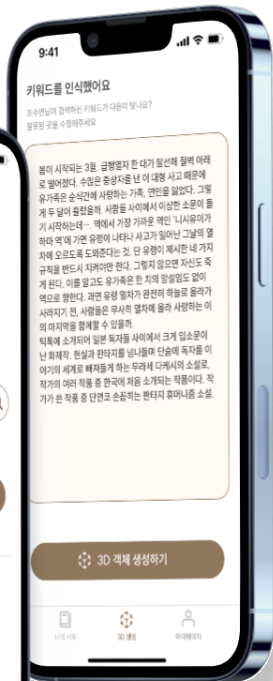 9:41
키워드를 인식했어요
조수연님이 검색하신 키워드가 다음이 맞나요?
잘못된 곳을 수정해주세요
봄이 시작되는 3월, 급행열차 한 대가 탈선해 절벽 아래
로 떨어졌다. 수많은 중상자를 낸 이 대형 사고 때문에
유가족은 순식간에 사랑하는 가족, 연인을 잃었다. 그렇
게 두 달이 흘렀을까. 사람들 사이에서 이상한 소문이 돌
기 시작하는데…. 역에서 가장 가까운 역인 ‘니시유이가
하마 역’에 가면 유령이 나타나 사고가 일어난 그날의 열
차에 오르도록 도와준다는 것. 단 유령이 제시한 네 가지
규칙을 반드시 지켜야만 한다. 그렇지 않으면 자신도 죽
게 된다. 이를 알고도 유가족은 한 치의 망설임도 없이
역으로 향한다. 과연 유령 열차가 완전히 하늘로 올라가
사라지기 전, 사람들은 무사히 열차에 올라 사랑하는 이
의 마지막을 함께할 수 있을까.
틱톡에 소개되어 일본 독자들 사이에서 크게 입소문이
난 화제작. 현실과 판타지를 넘나들며 단숨에 독자를 이
야기의 세계로 빠져들게 하는 무라세 다케시의 소설로,
작가의 여러 작품 중 한국에 처음 소개되는 작품이다. 작
가가 쓴 작품 중 단연코 손꼽히는 판타지 휴머니즘 소설.
3D 객체 생성하기
나의 서재
3D 생성
마이페이지